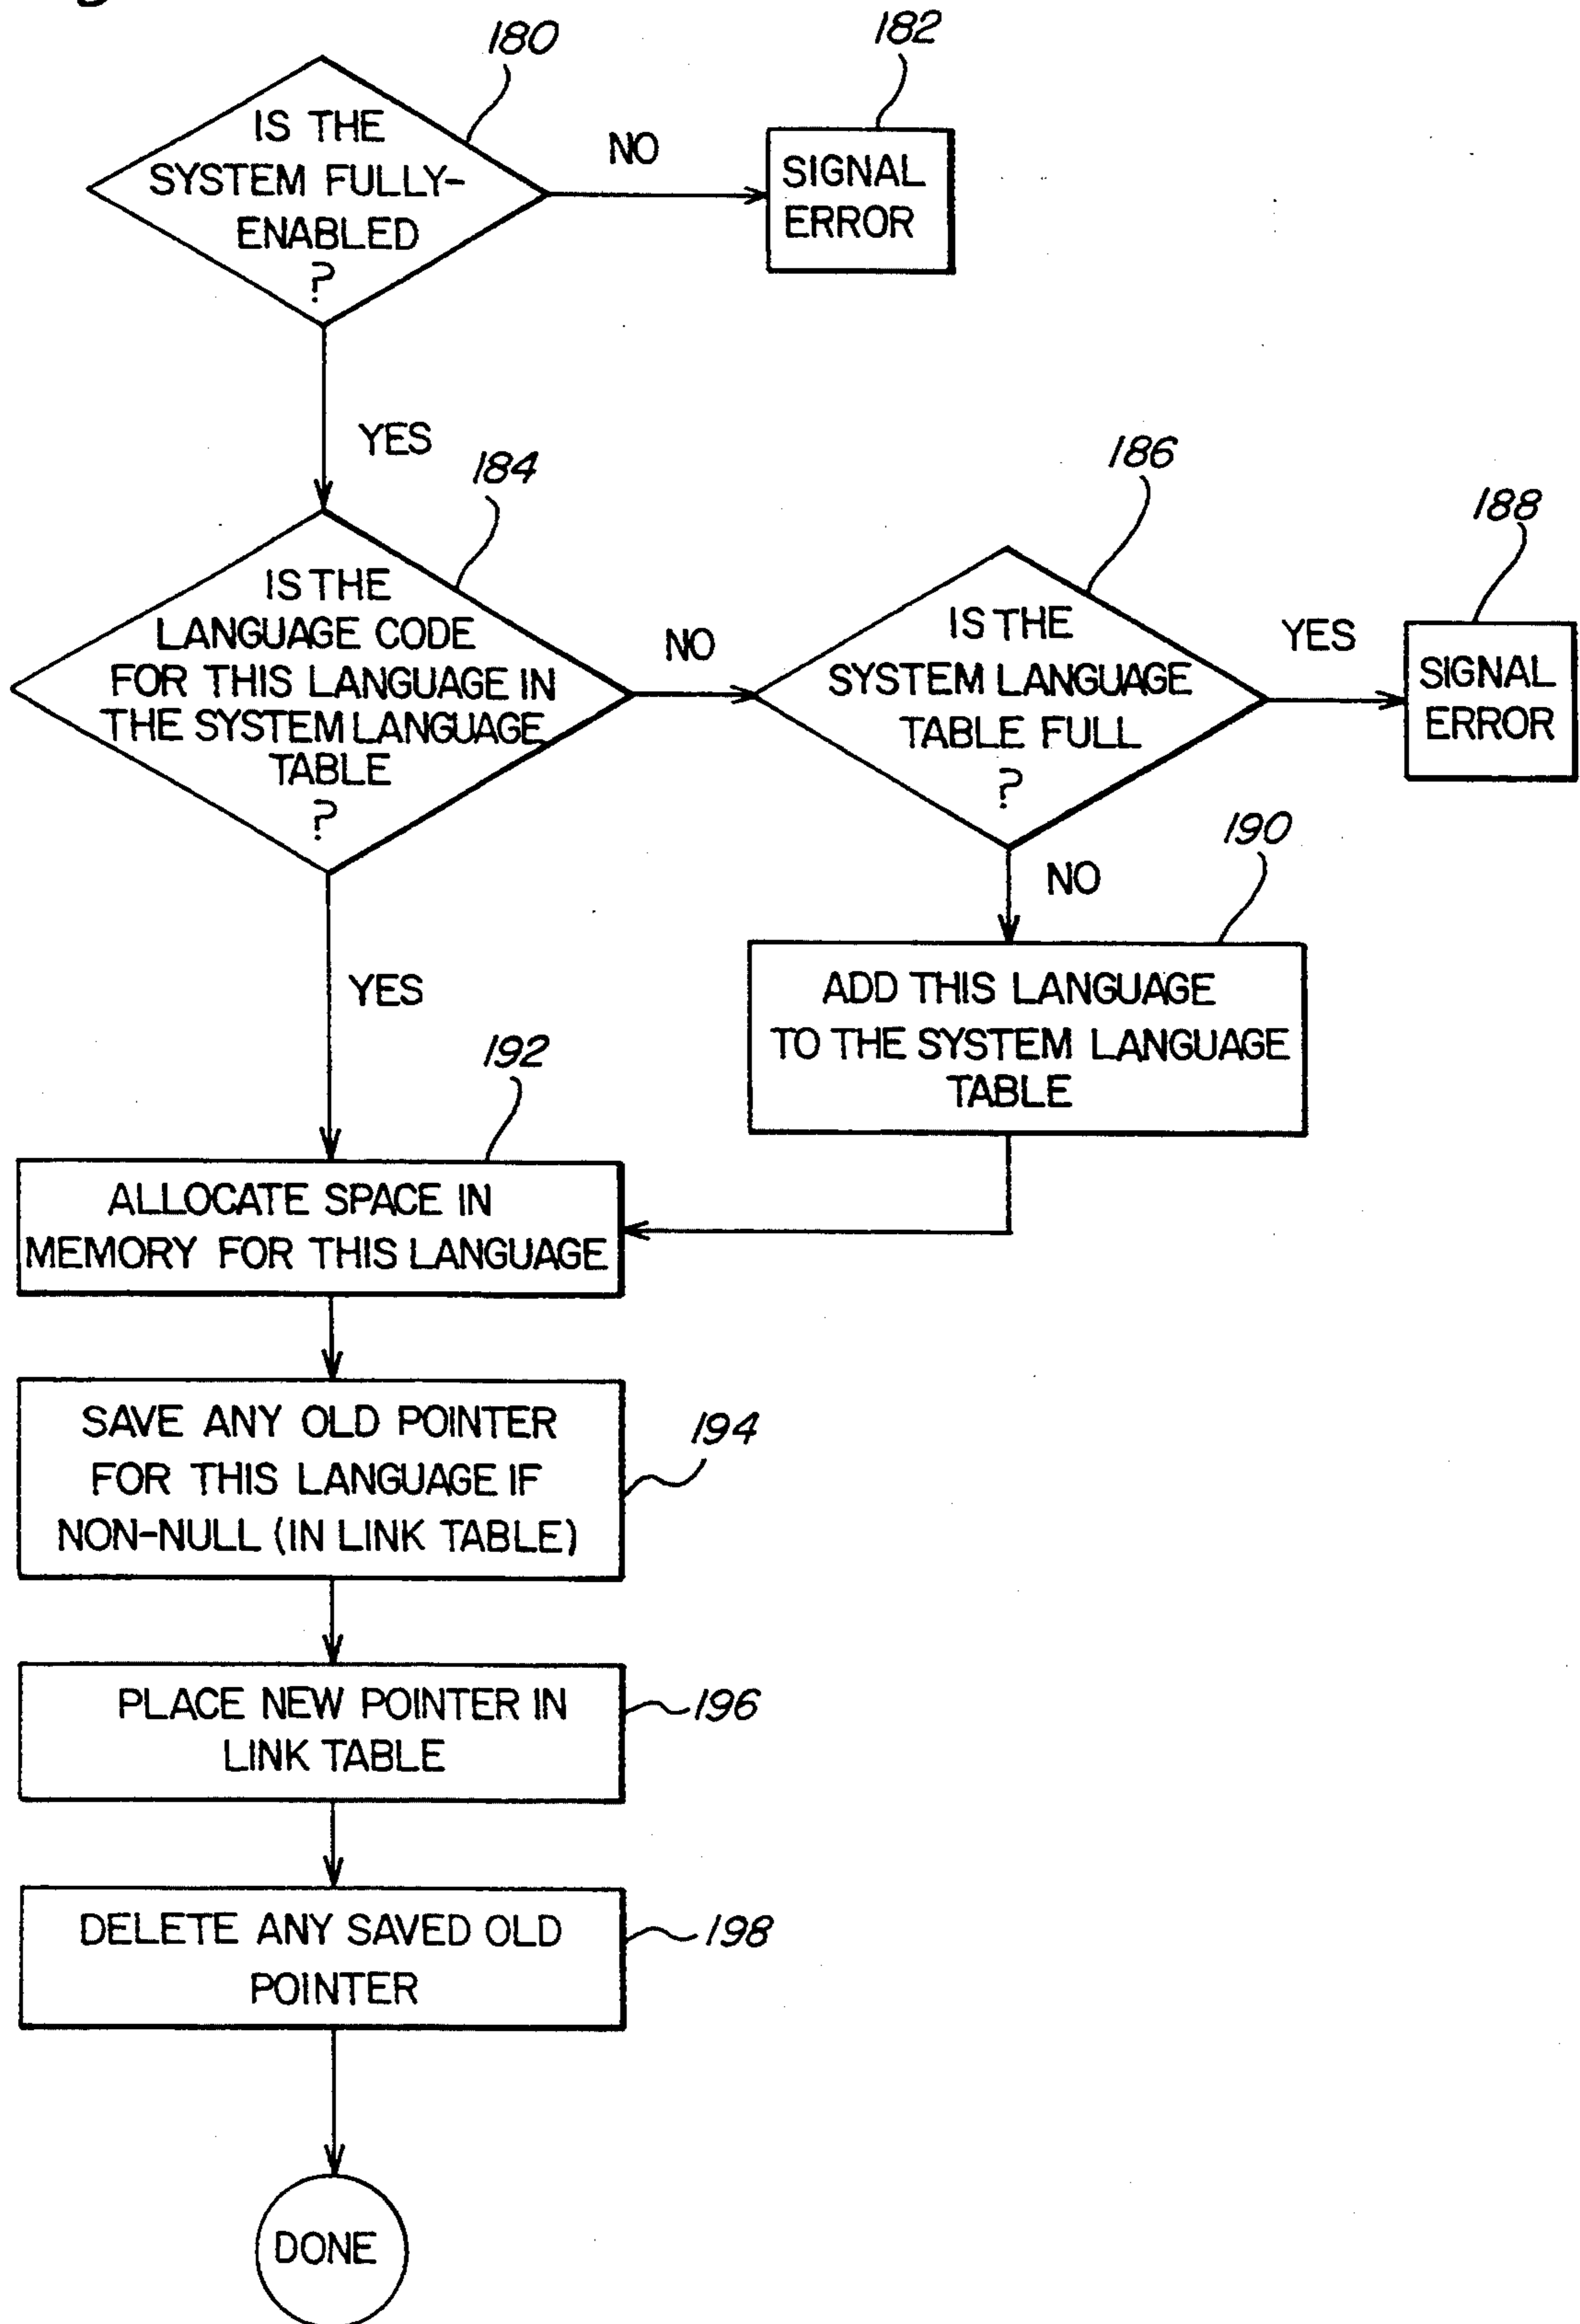 180
182
IS THE
SYSTEM FULLY-
ENABLED
?
NO
SIGNAL
ERROR
YES
184
186
188
IS THE
LANGUAGE CODE
FOR THIS LANGUAGE IN
THE SYSTEM LANGUAGE
TABLE
?
NO
IS THE
SYSTEM LANGUAGE
TABLE FULL
?
YES
SIGNAL
ERROR
NO
190
YES
ADD THIS LANGUAGE
TO THE SYSTEM LANGUAGE
TABLE
192
ALLOCATE SPACE IN
MEMORY FOR THIS LANGUAGE
SAVE ANY OLD POINTER
FOR THIS LANGUAGE IF
NON-NULL (IN LINK TABLE)
194
PLACE NEW POINTER IN
LINK TABLE
196
DELETE ANY SAVED OLD
POINTER
198
DONE